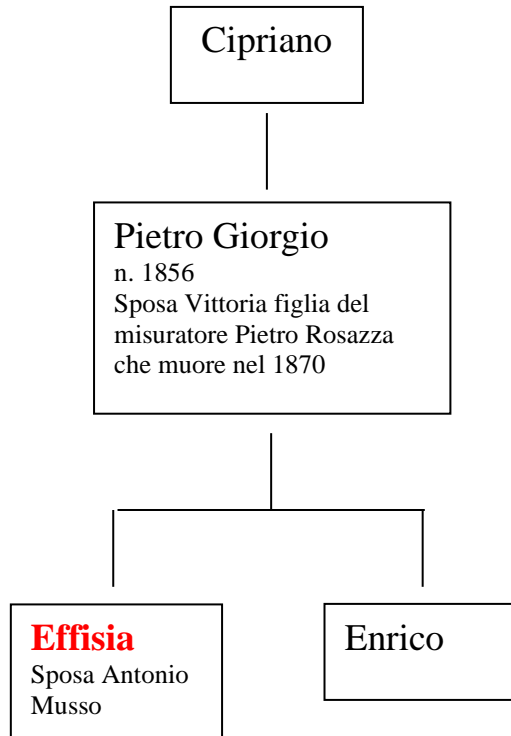 Cipriano
Pietro Giorgio
n. 1856
Sposa Vittoria figlia del
misuratore Pietro Rosazza
che muore nel 1870
Effisia
Sposa Antonio
Musso
Enrico